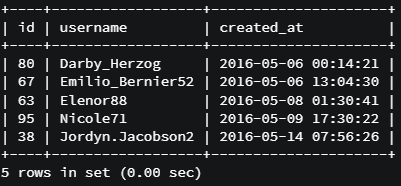 +----+------------------+---------------------+
| id | username         | created_at          |
+----+------------------+---------------------+
| 80 | Darby_Herzog     | 2016-05-06 00:14:21 |
| 67 | Emilio_Bernier52 | 2016-05-06 13:04:30 |
| 63 | Elenor88         | 2016-05-08 01:30:41 |
| 95 | Nicole71         | 2016-05-09 17:30:22 |
| 38 | Jordyn.Jacobson2 | 2016-05-14 07:56:26 |
+----+------------------+---------------------+
5 rows in set (0.00 sec)